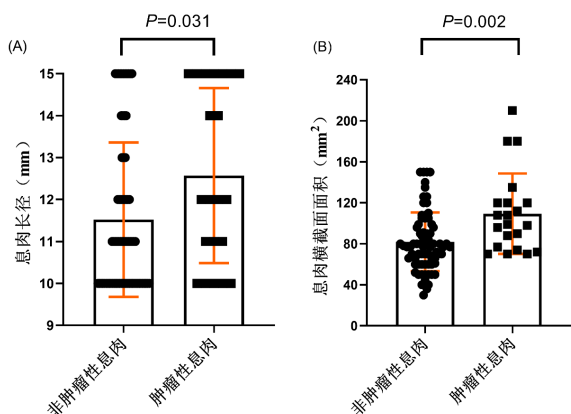 P=0.031
(A)
息肉长径（mm）
15
14
13
12
11
10
9
非肿瘤性息肉
肿瘤性息肉
P=0.002
(B)
息肉横截面面积（mm²）
240
200
160
120
80
40
0
非肿瘤性息肉
肿瘤性息肉